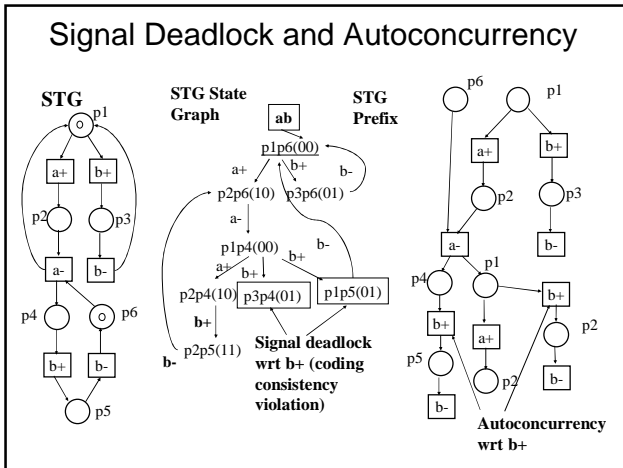 Signal Deadlock and Autoconcurrency
STG
p1
a+
b+
p2
p3
a-
b-
p4
p6
b+
b-
p5
STG State
Graph
ab
p1p6(00)
a+
b+
b-
p2p6(10)
p3p6(01)
a-
p1p4(00)
b-
a+
b+
b+
p2p4(10)
p3p4(01)
p1p5(01)
b+
b-
p2p5(11)
Signal deadlock
wrt b+ (coding
consistency
violation)
STG
Prefix
p6
p1
a+
b+
p2
p3
a-
b-
p4
p1
b+
b+
a+
p2
p5
p2
b-
b-
Autoconcurrency
wrt b+